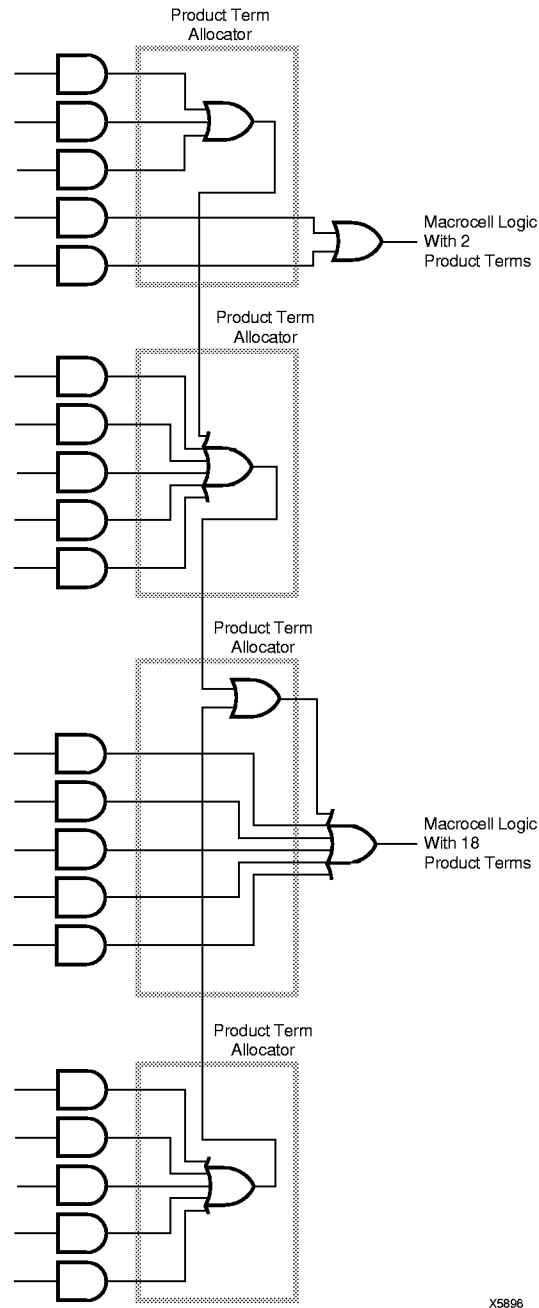 Product Term
Allocator
Macrocell Logic
With 2
Product Terms
Product Term
Allocator
Product Term
Allocator
Macrocell Logic
With 18
Product Terms
Product Term
Allocator
X5896